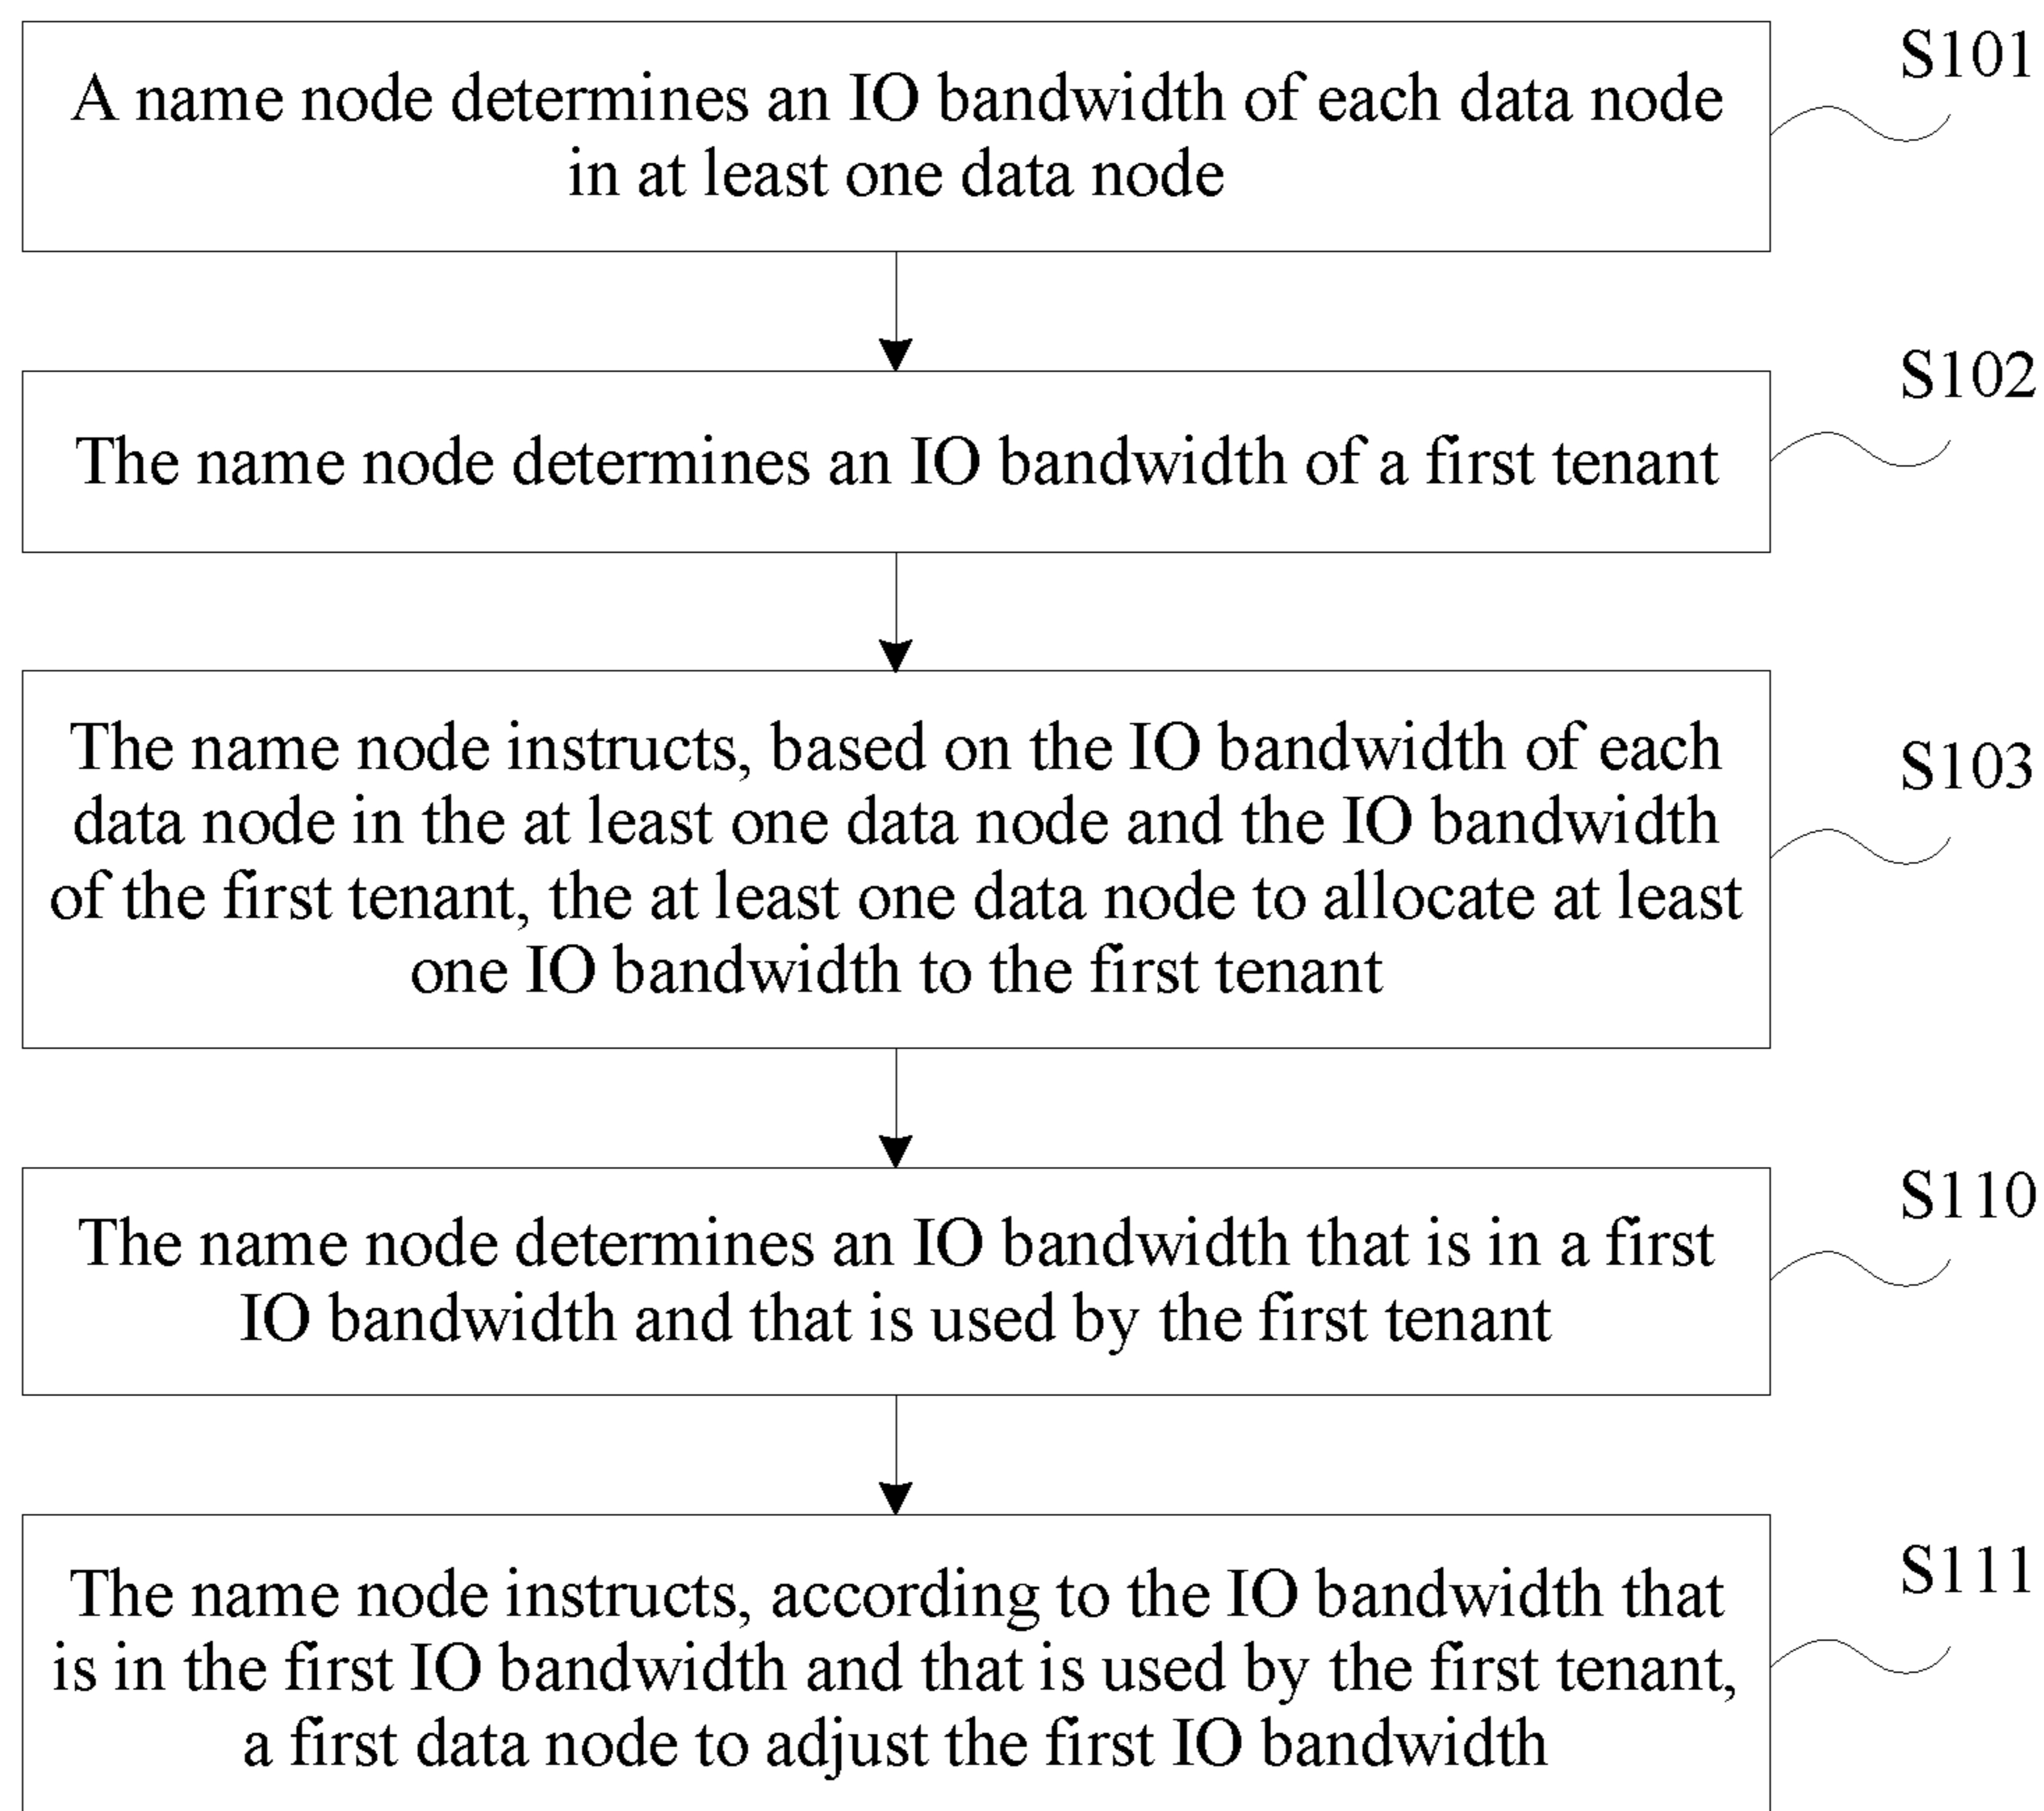 S101
A name node determines an IO bandwidth of each data node
in at least one data node
S102
The name node determines an IO bandwidth of a first tenant
The name node instructs, based on the IO bandwidth of each
S103
data node in the at least one data node and the IO bandwidth
of the first tenant, the at least one data node to allocate at least
one IO bandwidth to the first tenant
S110
The name node determines an IO bandwidth that is in a first
IO bandwidth and that is used by the first tenant
S111
The name node instructs, according to the IO bandwidth that
is in the first IO bandwidth and that is used by the first tenant,
a first data node to adjust the first IO bandwidth